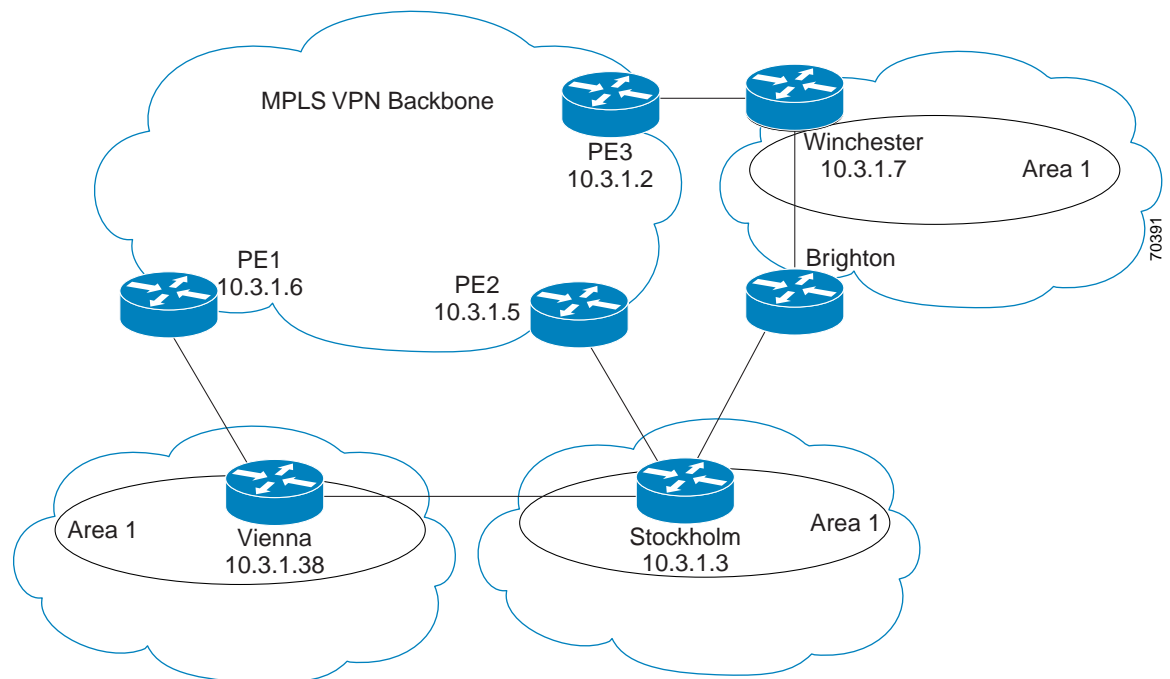 MPLS VPN Backbone
PE3
10.3.1.2
Winchester
10.3.1.7
Area 1
70391
PE1
10.3.1.6
PE2
10.3.1.5
Brighton
Area 1
Vienna
10.3.1.38
Stockholm
10.3.1.3
Area 1